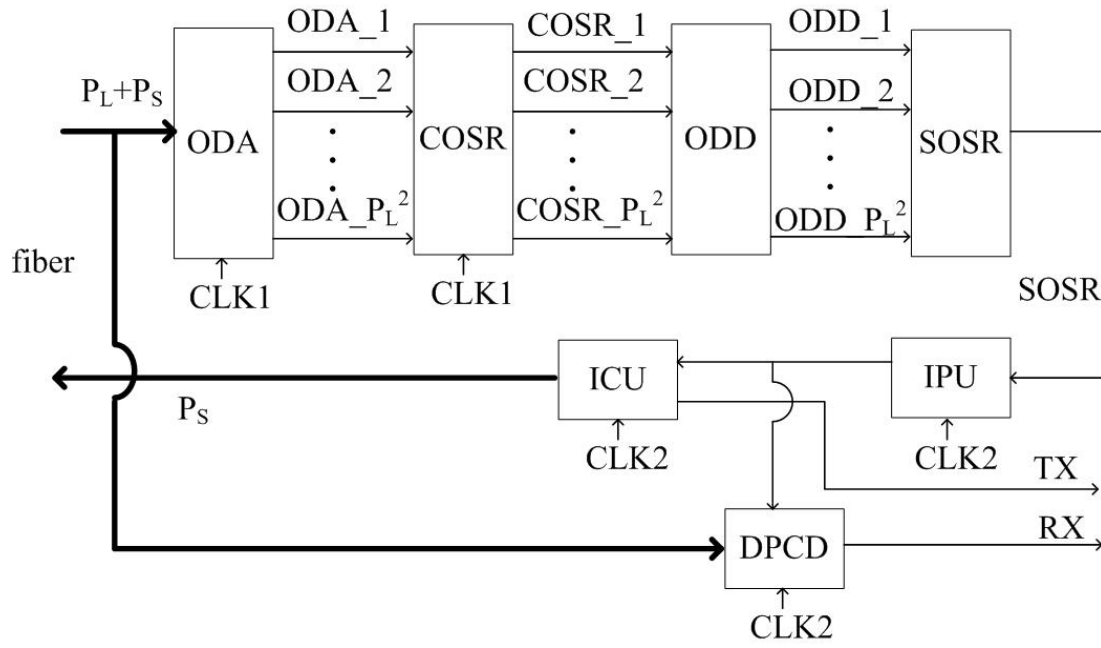 ODA_1 COSR_1 ODD_1
P_L+P_S ODA_2 COSR_2 ODD_2
ODA COSR ODD SOSR
ODA_P_L^2 COSR_P_L^2 ODD_P_L^2
fiber CLK1 CLK1 SOSR
ICU IPU
P_S
CLK2 CLK2 TX
DPCD RX
CLK2